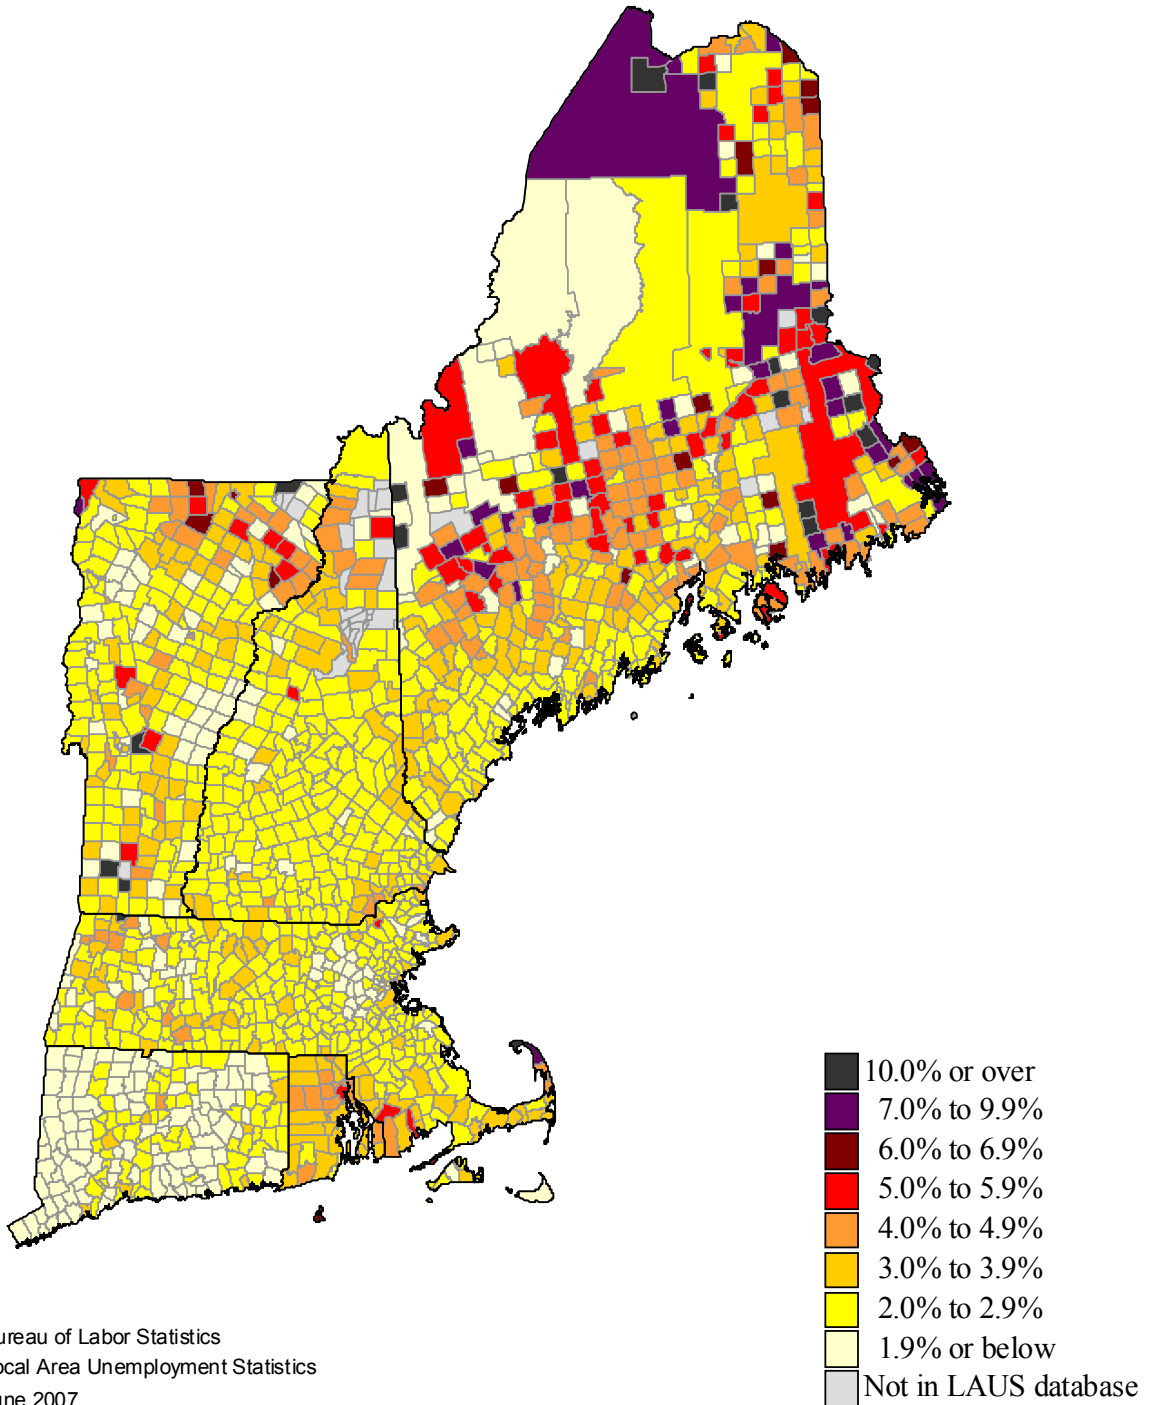 10.0% or over
7.0% to 9.9%
6.0% to 6.9%
5.0% to 5.9%
4.0% to 4.9%
3.0% to 3.9%
2.0% to 2.9%
1.9% or below
Not in LAUS database
ureau of Labor Statistics
ocal Area Unemployment Statistics
une 2007